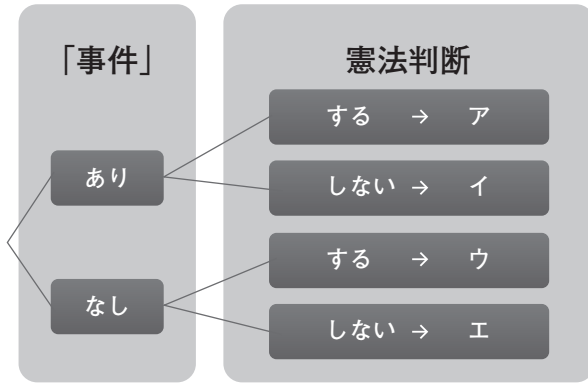 「事件」
憲法判断
あり
する → ア
しない → イ
なし
する → ウ
しない → エ